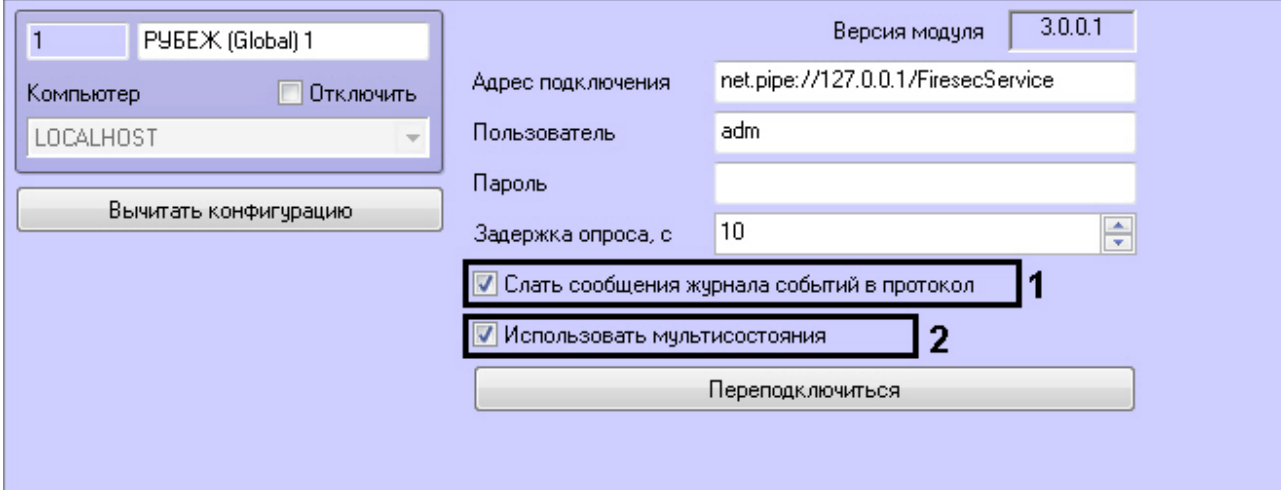 1 РУБЕЖ (Global) 1
Компьютер Отключить
LOCALHOST
Вычитать конфигурацию
Версия модуля 3.0.0.1
Адрес подключения net.pipe://127.0.0.1/FiresecService
Пользователь adm
Пароль
Задержка опроса, с 10
Слать сообщения журнала событий в протокол 1
Использовать мультисостояния 2
Переподключиться